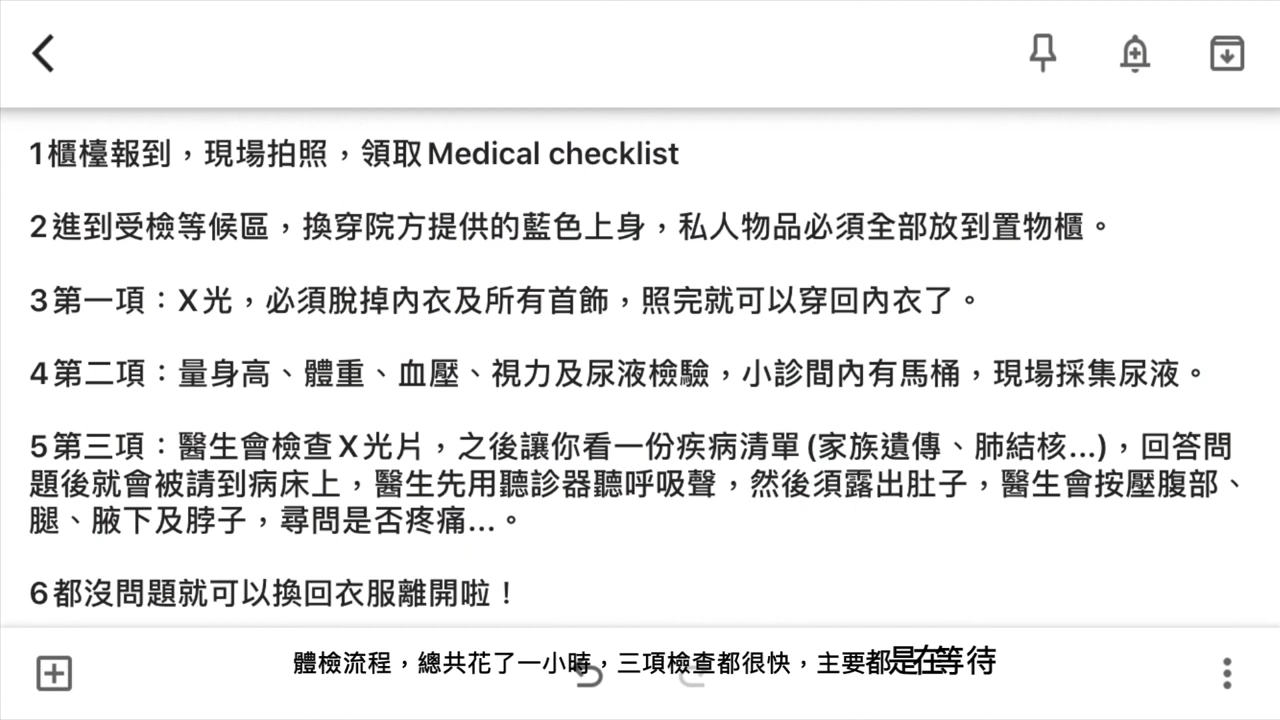 1櫃檯報到，現場拍照，領取Medical checklist
2進到受檢等候區，換穿院方提供的藍色上身，私人物品必須全部放到置物櫃。
3第一項：X光，必須脫掉內衣及所有首飾，照完就可以穿回內衣了。
4第二項：量身高、體重、血壓、視力及尿液檢驗，小診間內有馬桶，現場採集尿液。
5第三項：醫生會檢查X光片，之後讓你看一份疾病清單(家族遺傳、肺結核...)，回答問
題後就會被請到病床上，醫生先用聽診器聽呼吸聲，然後須露出肚子，醫生會按壓腹部、
腿、腋下及脖子，尋問是否疼痛...。
6都沒問題就可以換回衣服離開啦！
體檢流程，總共花了一小時，三項檢查都很快，主要都是在等待